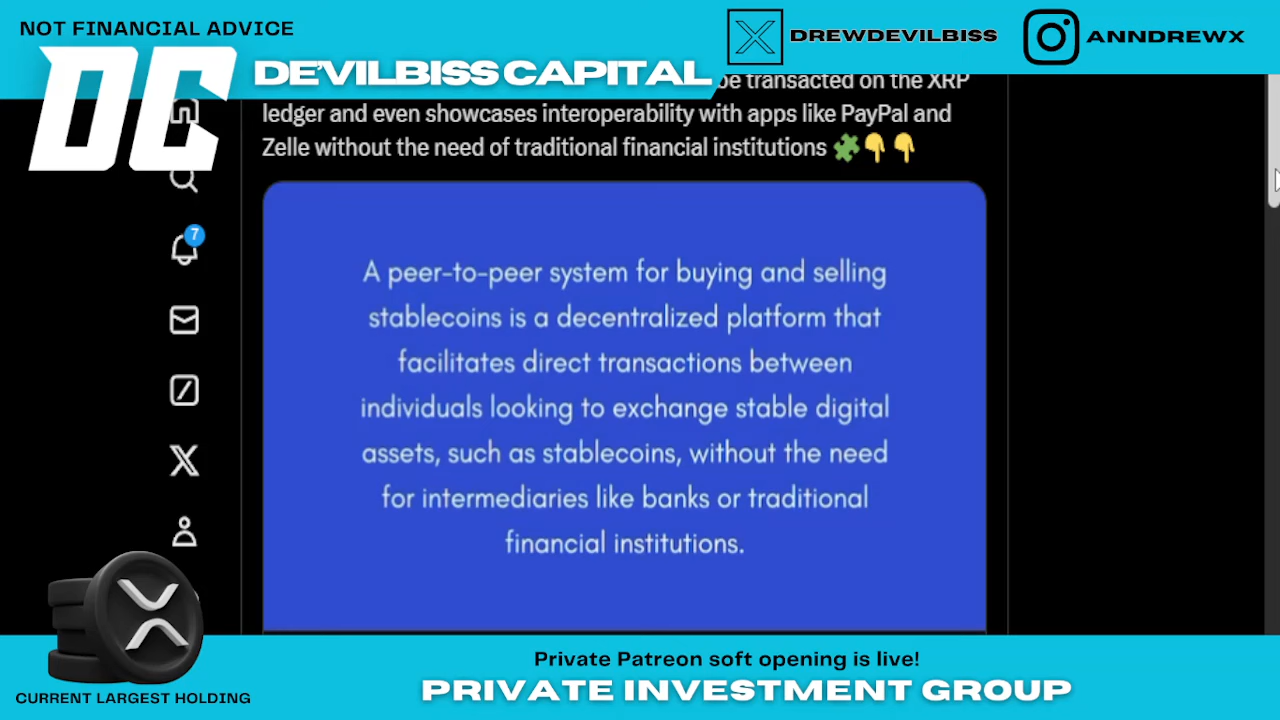 NOT FINANCIAL ADVICE
DREWDEVILBISS
ANNDREWX
DC
DE'VILBISS CAPITAL
be transacted on the XRP
ledger and even showcases interoperability with apps like PayPal and
Zelle without the need of traditional financial institutions 🧩👇👇
7
A peer-to-peer system for buying and selling
stablecoins is a decentralized platform that
facilitates direct transactions between
individuals looking to exchange stable digital
assets, such as stablecoins, without the need
for intermediaries like banks or traditional
financial institutions.
Private Patreon soft opening is live!
PRIVATE INVESTMENT GROUP
CURRENT LARGEST HOLDING